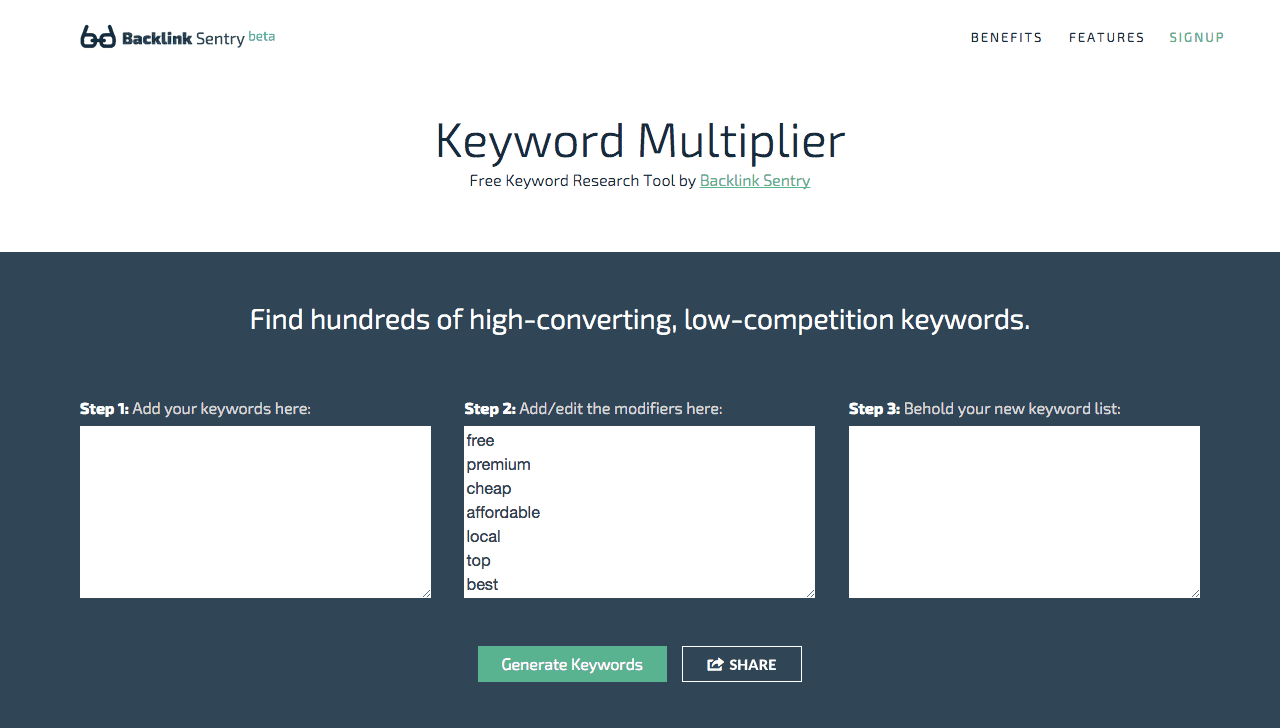 Backlink Sentry beta
BENEFITS FEATURES SIGNUP
Keyword Multiplier
Free Keyword Research Tool by Backlink Sentry
Find hundreds of high-converting, low-competition keywords.
Step 1: Add your keywords here:
Step 2: Add/edit the modifiers here:
free
premium
cheap
affordable
local
top
best
Step 3: Behold your new keyword list:
Generate Keywords
SHARE